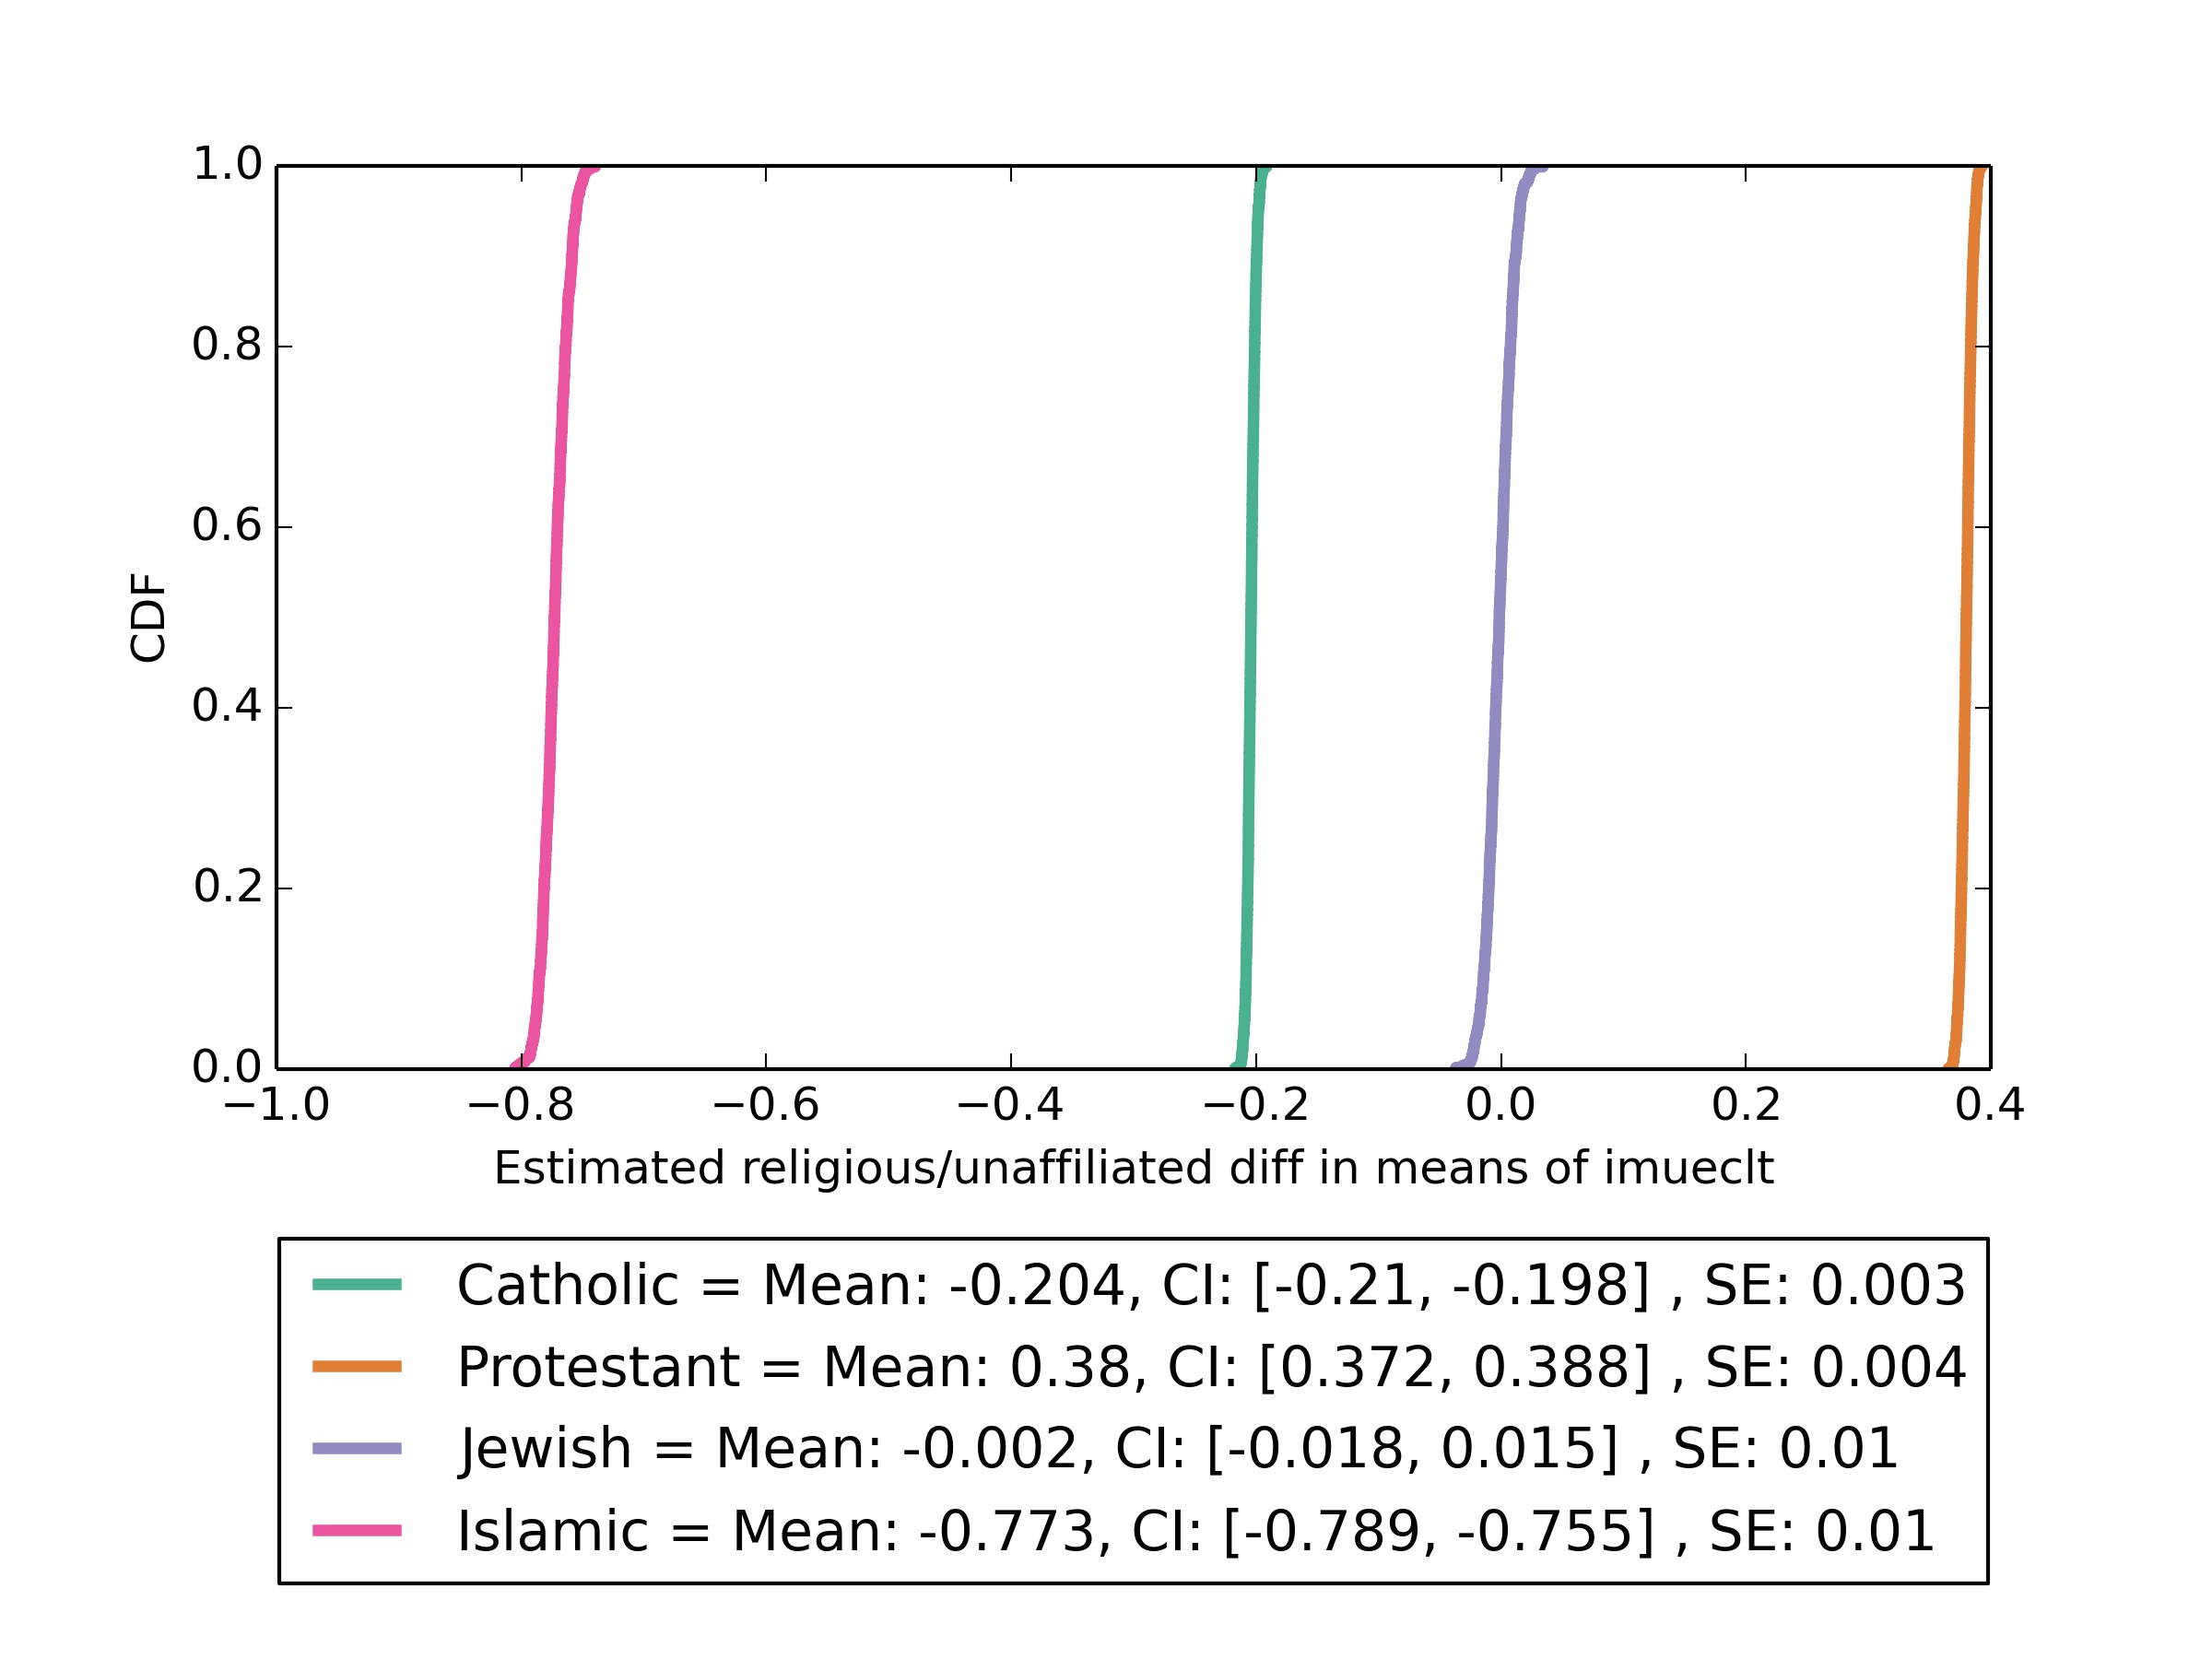 1.0
0.8
0.6
0.4
0.2
0.0
CDF
−1.0 −0.8 −0.6 −0.4 −0.2 0.0 0.2 0.4
Estimated religious/unaffiliated diff in means of imueclt
Catholic = Mean: -0.204, CI: [-0.21, -0.198] , SE: 0.003
Protestant = Mean: 0.38, CI: [0.372, 0.388] , SE: 0.004
Jewish = Mean: -0.002, CI: [-0.018, 0.015] , SE: 0.01
Islamic = Mean: -0.773, CI: [-0.789, -0.755] , SE: 0.01